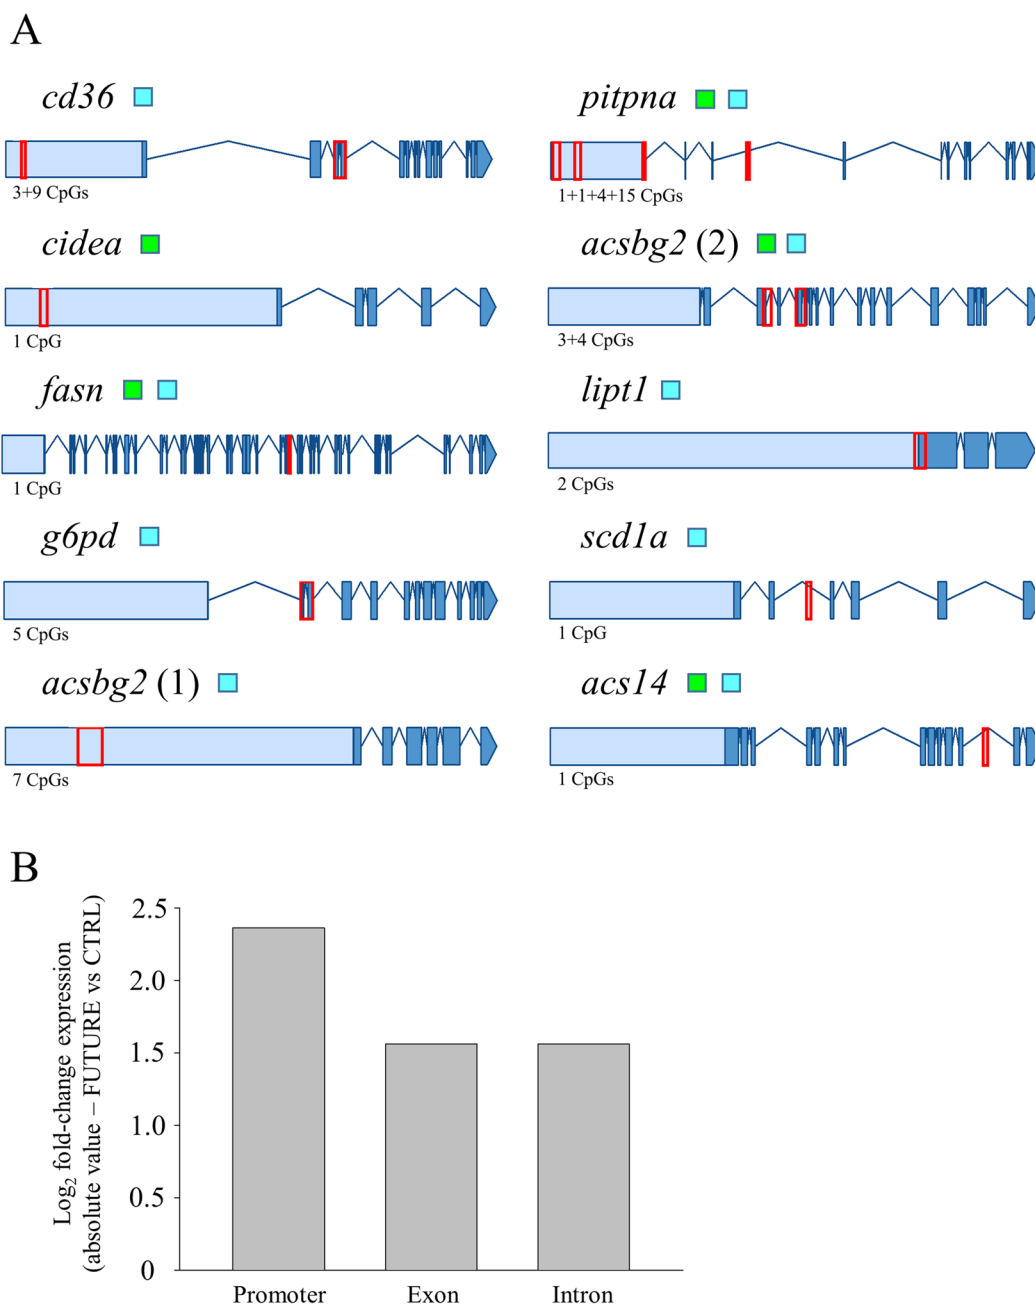 A
cd36
3+9 CpGs
pitpna
1+1+4+15 CpGs
cidea
1 CpG
acsbg2 (2)
3+4 CpGs
fasn
1 CpG
lipt1
2 CpGs
g6pd
5 CpGs
scd1a
1 CpG
acsbg2 (1)
7 CpGs
acs14
1 CpGs
B
Log2 fold-change expression
(absolute value – FUTURE vs CTRL)
2.5
2.0
1.5
1.0
0.5
0
Promoter Exon Intron